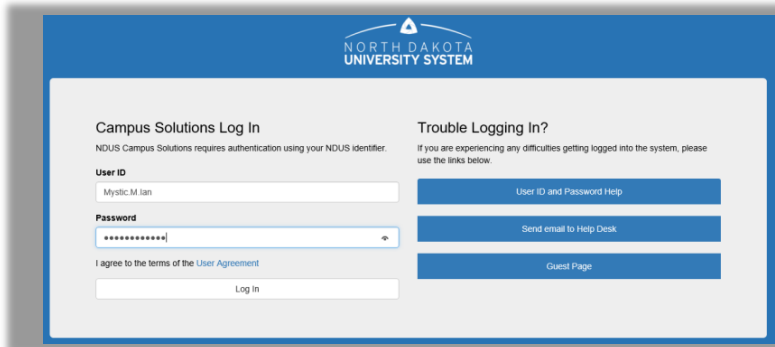 NORTH DAKOTA
UNIVERSITY SYSTEM
Campus Solutions Log In
NDUS Campus Solutions requires authentication using your NDUS identifier.
User ID
Mystic.M.Ian
Password
••••••••••••
I agree to the terms of the User Agreement
Log In
Trouble Logging In?
If you are experiencing any difficulties getting logged into the system, please
use the links below.
User ID and Password Help
Send email to Help Desk
Guest Page